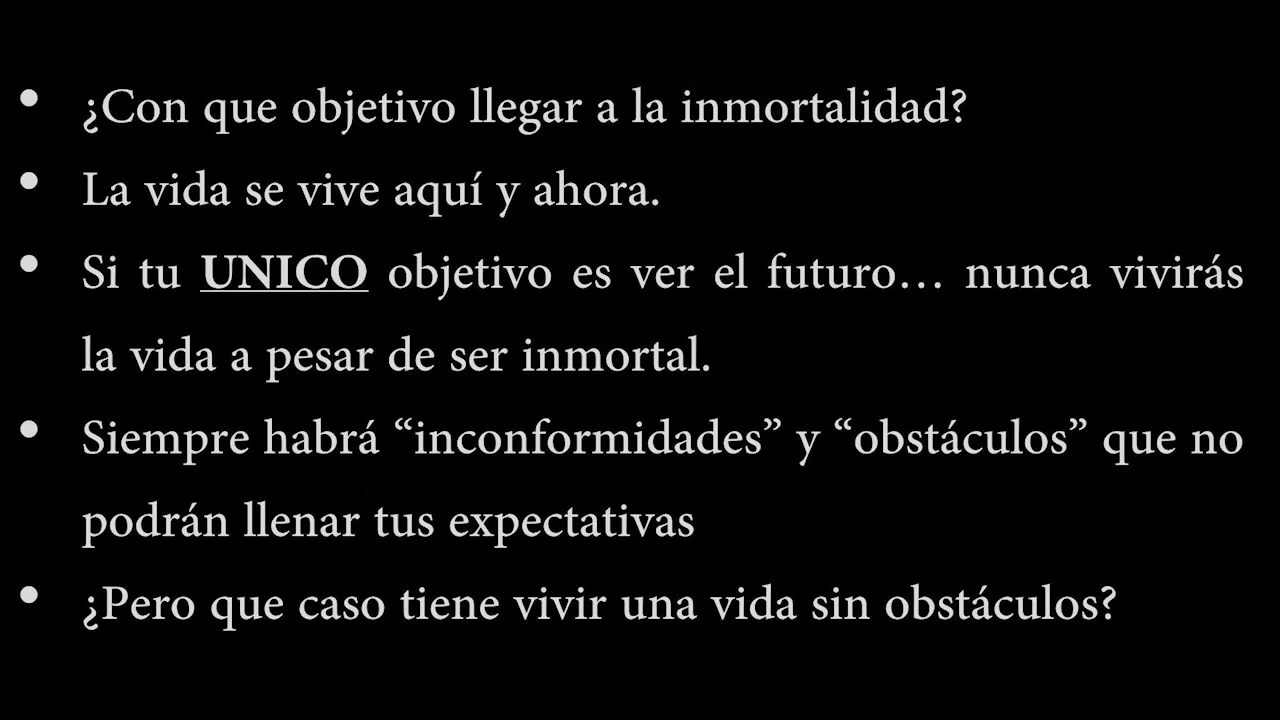 • ¿Con que objetivo llegar a la inmortalidad?
• La vida se vive aquí y ahora.
• Si tu UNICO objetivo es ver el futuro… nunca vivirás
la vida a pesar de ser inmortal.
• Siempre habrá “inconformidades” y “obstáculos” que no
podrán llenar tus expectativas
• ¿Pero que caso tiene vivir una vida sin obstáculos?